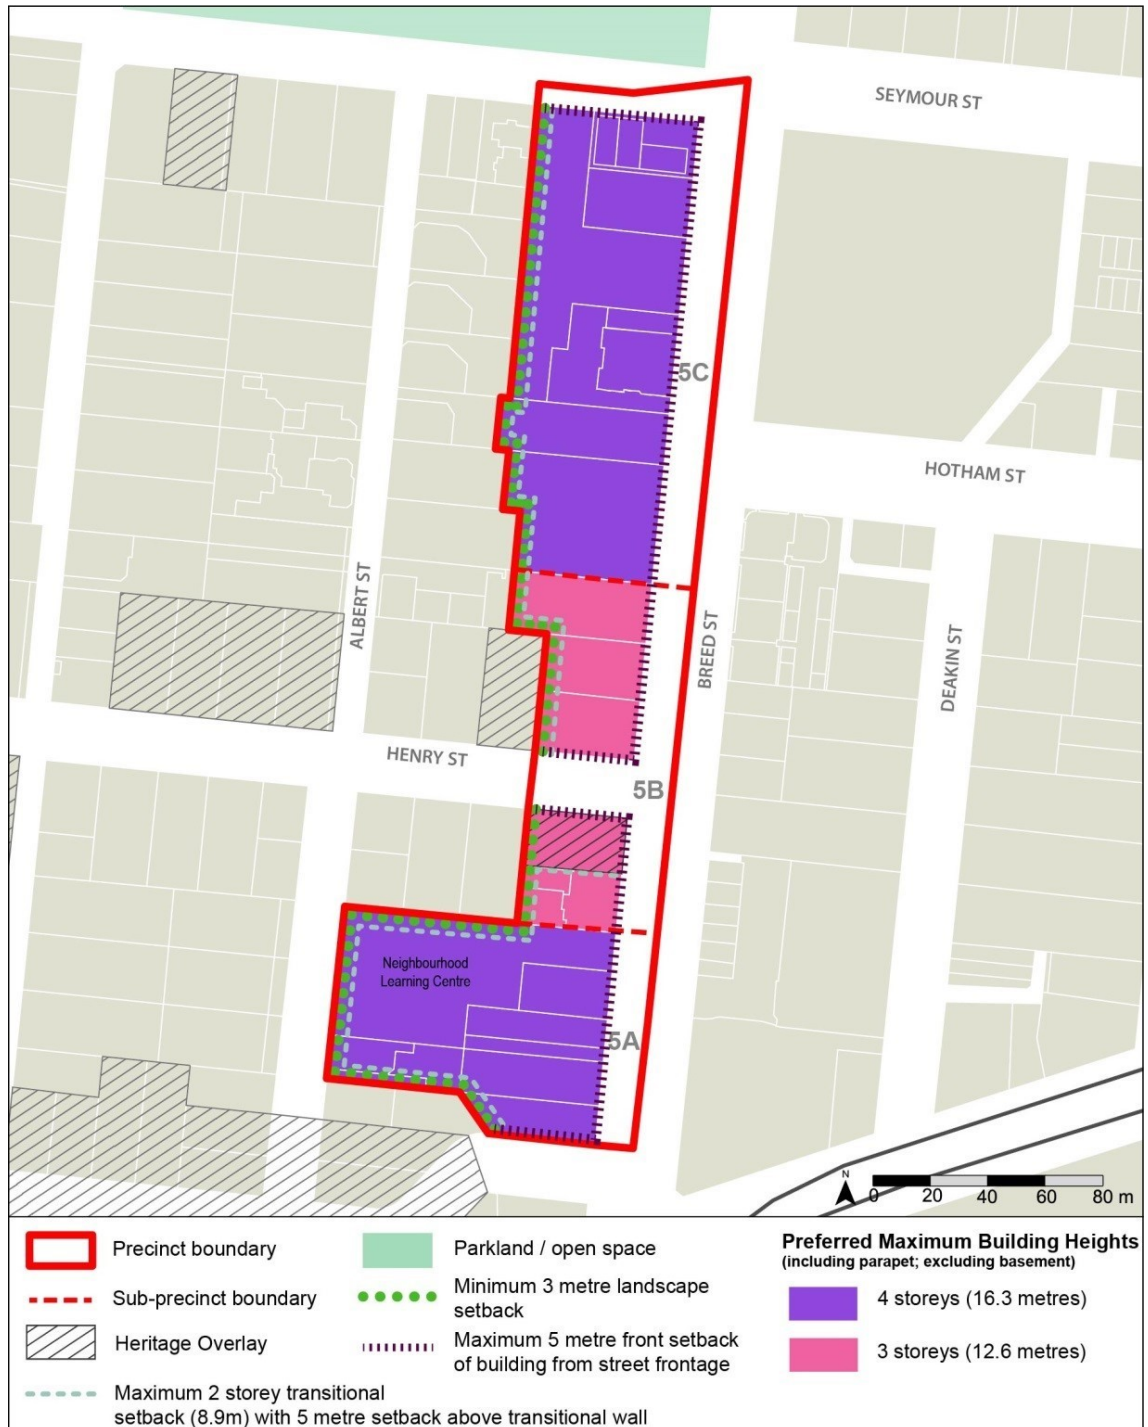 SEYMOUR ST
5C
HOTHAM ST
ALBERT ST
BREED ST
DEAKIN ST
HENRY ST
5B
Neighbourhood
Learning Centre
5A
N
0 20 40 60 80 m
Precinct boundary
Sub-precinct boundary
Heritage Overlay
Maximum 2 storey transitional
setback (8.9m) with 5 metre setback above transitional wall
Parkland / open space
Minimum 3 metre landscape
setback
Maximum 5 metre front setback
of building from street frontage
Preferred Maximum Building Heights
(including parapet; excluding basement)
4 storeys (16.3 metres)
3 storeys (12.6 metres)